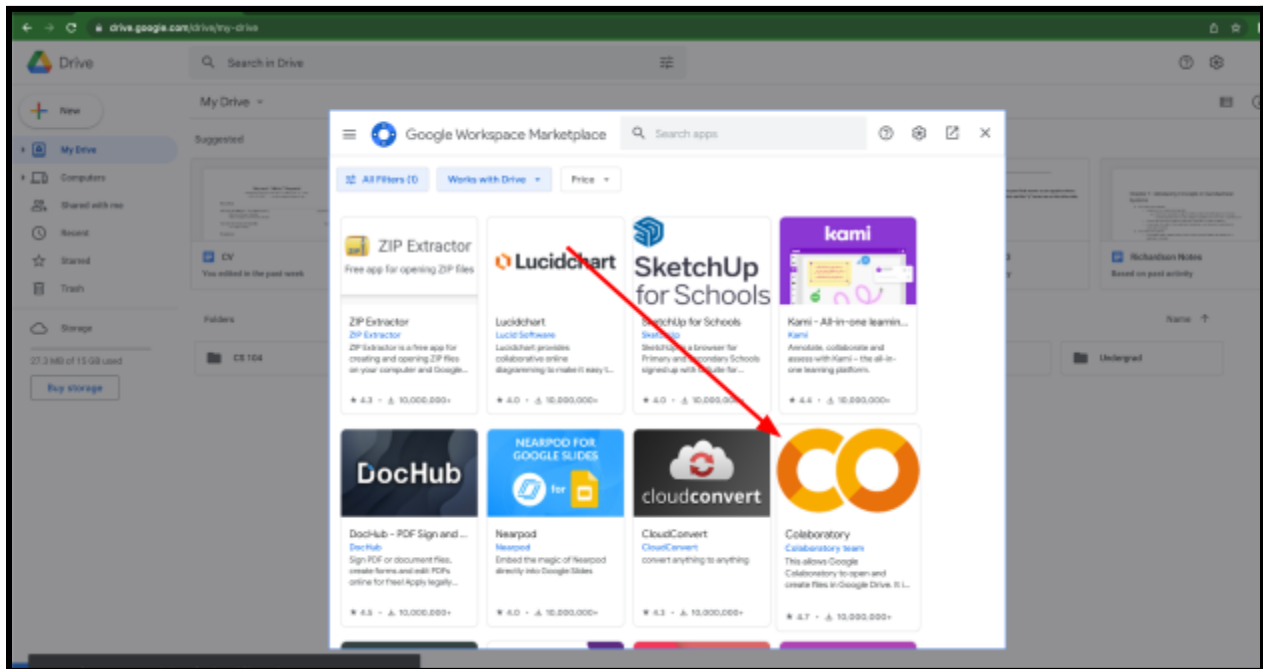 drive.google.com/drive/my-drive
Drive
Search in Drive
New
My Drive
Computers
Shared with me
Recent
Starred
Trash
Storage
27.3 MB of 15 GB used
Buy storage
My Drive
Suggested
CV
You edited in the past week
Richardson Notes
Based on past activity
Folders
Name
CS 104
Undergrad
Google Workspace Marketplace
Search apps
All Filters (1)
Works with Drive
Price
ZIP Extractor
Free app for opening ZIP files
ZIP Extractor
ZIP Extractor
ZIP Extractor is a free app for
creating and opening ZIP files
on your computer and Google...
4.3 • 10,000,000+
Lucidchart
Lucidchart
Lucid Software
Lucidchart provides
collaborative online
diagramming to make it easy t...
4.0 • 10,000,000+
SketchUp
for Schools
SketchUp for Schools
SketchUp
SketchUp in a browser for
Primary and Secondary Schools
signed up with
4.0 • 10,000,000+
kami
Kami - All-in-one learnin...
Kami
Annotate, collaborate and
assess with Kami – the all-in-
one learning platform.
4.4 • 10,000,000+
DocHub
DocHub - PDF Sign and ...
DocHub
Sign PDF or document files,
create forms and edit PDFs
online for free! Apply legally...
4.5 • 10,000,000+
NEARPOD FOR
GOOGLE SLIDES
for
Nearpod
Nearpod
Embed the magic of Nearpod
directly into Google Slides
4.0 • 10,000,000+
cloudconvert
CloudConvert
CloudConvert
convert anything to anything
4.3 • 10,000,000+
CO
Colaboratory
Colaboratory team
This allows Google
Colaboratory to open and
create files in Google Drive. It i...
4.7 • 10,000,000+